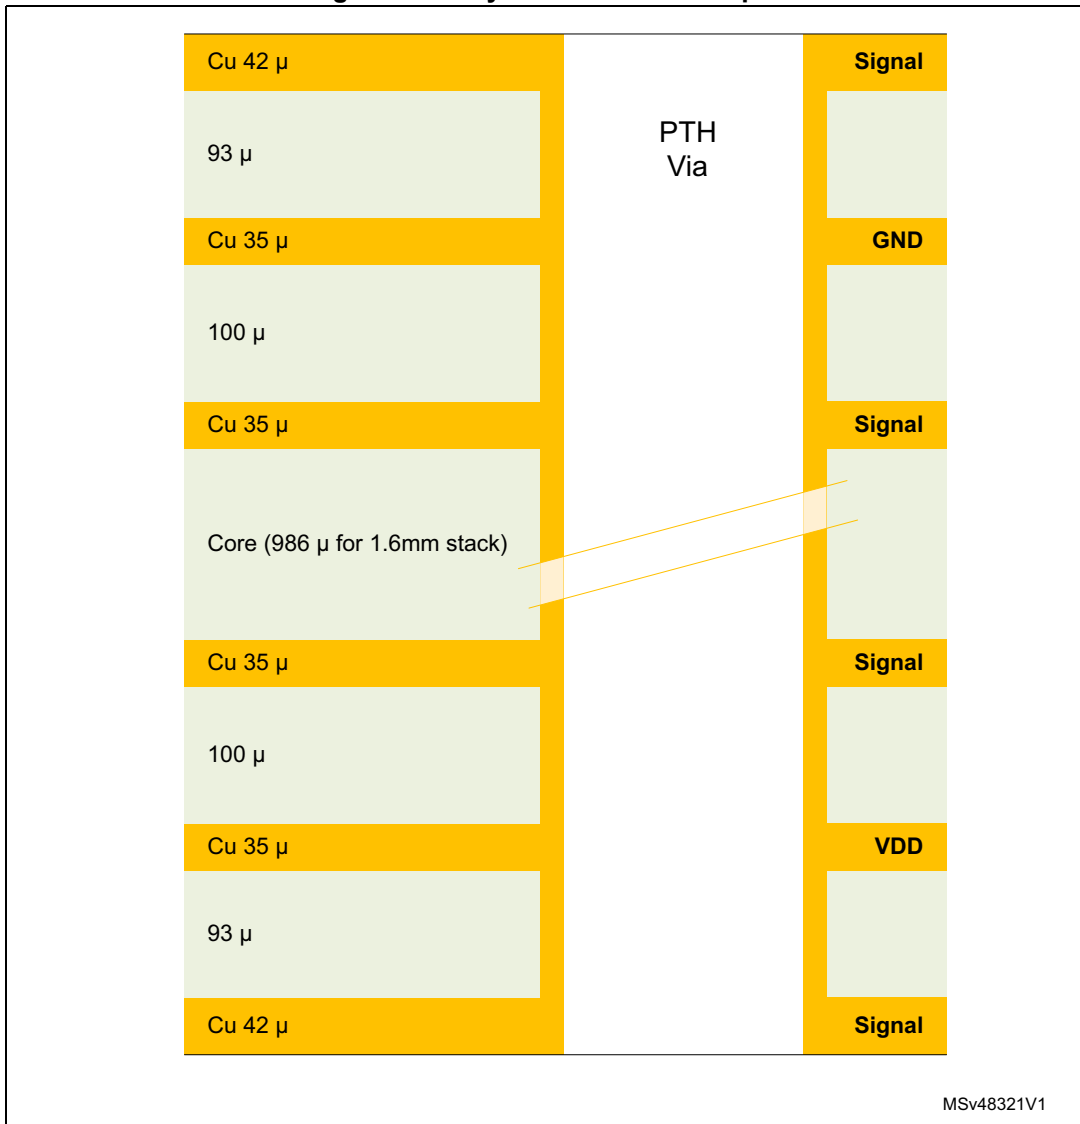 Cu 42 µ
Signal
PTH
Via
93 µ
Cu 35 µ
GND
100 µ
Cu 35 µ
Signal
Core (986 µ for 1.6mm stack)
Cu 35 µ
Signal
100 µ
Cu 35 µ
VDD
93 µ
Cu 42 µ
Signal
MSv48321V1